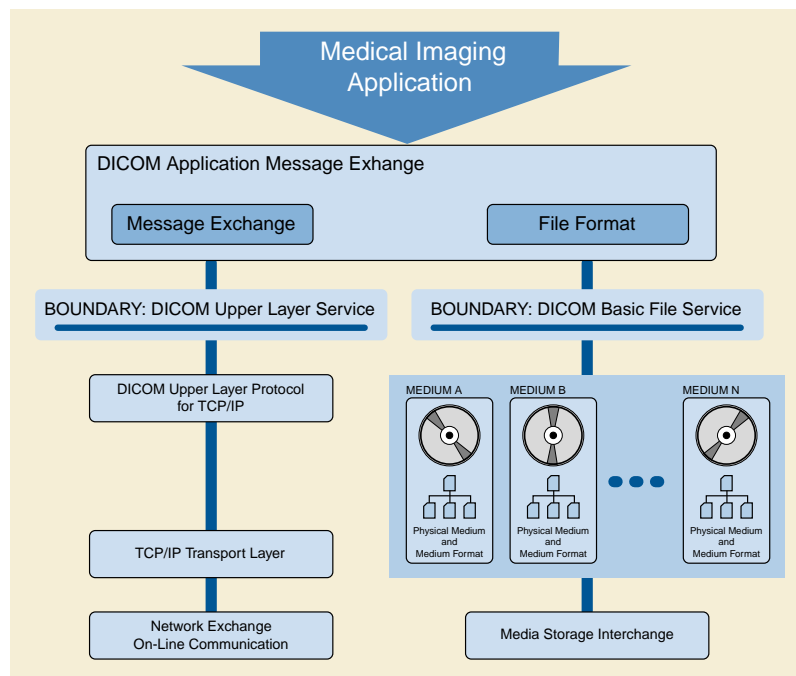 Medical Imaging
Application
DICOM Application Message Exhange
Message Exchange
File Format
BOUNDARY: DICOM Upper Layer Service
BOUNDARY: DICOM Basic File Service
DICOM Upper Layer Protocol
for TCP/IP
MEDIUM A
MEDIUM B
MEDIUM N
Physical Medium
and
Medium Format
Physical Medium
and
Medium Format
Physical Medium
and
Medium Format
TCP/IP Transport Layer
Network Exchange
On-Line Communication
Media Storage Interchange